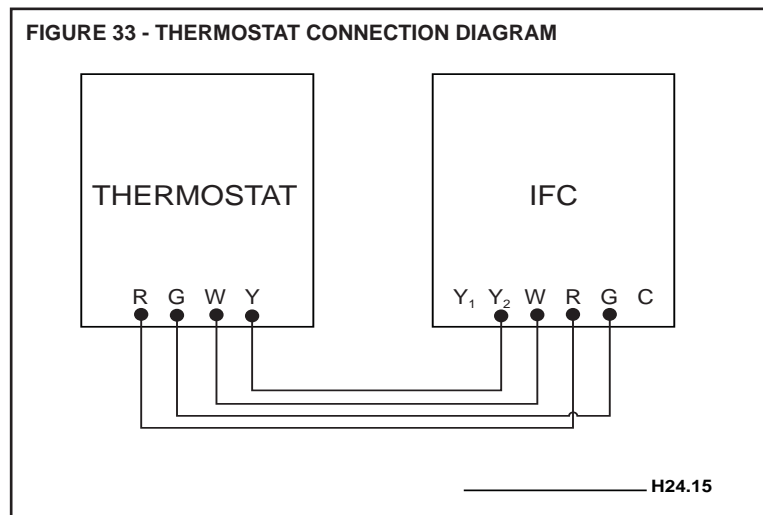 FIGURE 33 - THERMOSTAT CONNECTION DIAGRAM
THERMOSTAT
IFC
R G W Y
Y₁ Y₂ W R G C
H24.15